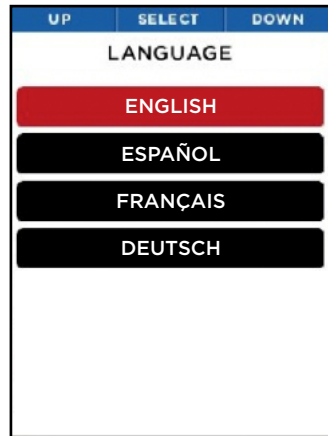 UP SELECT DOWN
LANGUAGE
ENGLISH
ESPAÑOL
FRANÇAIS
DEUTSCH